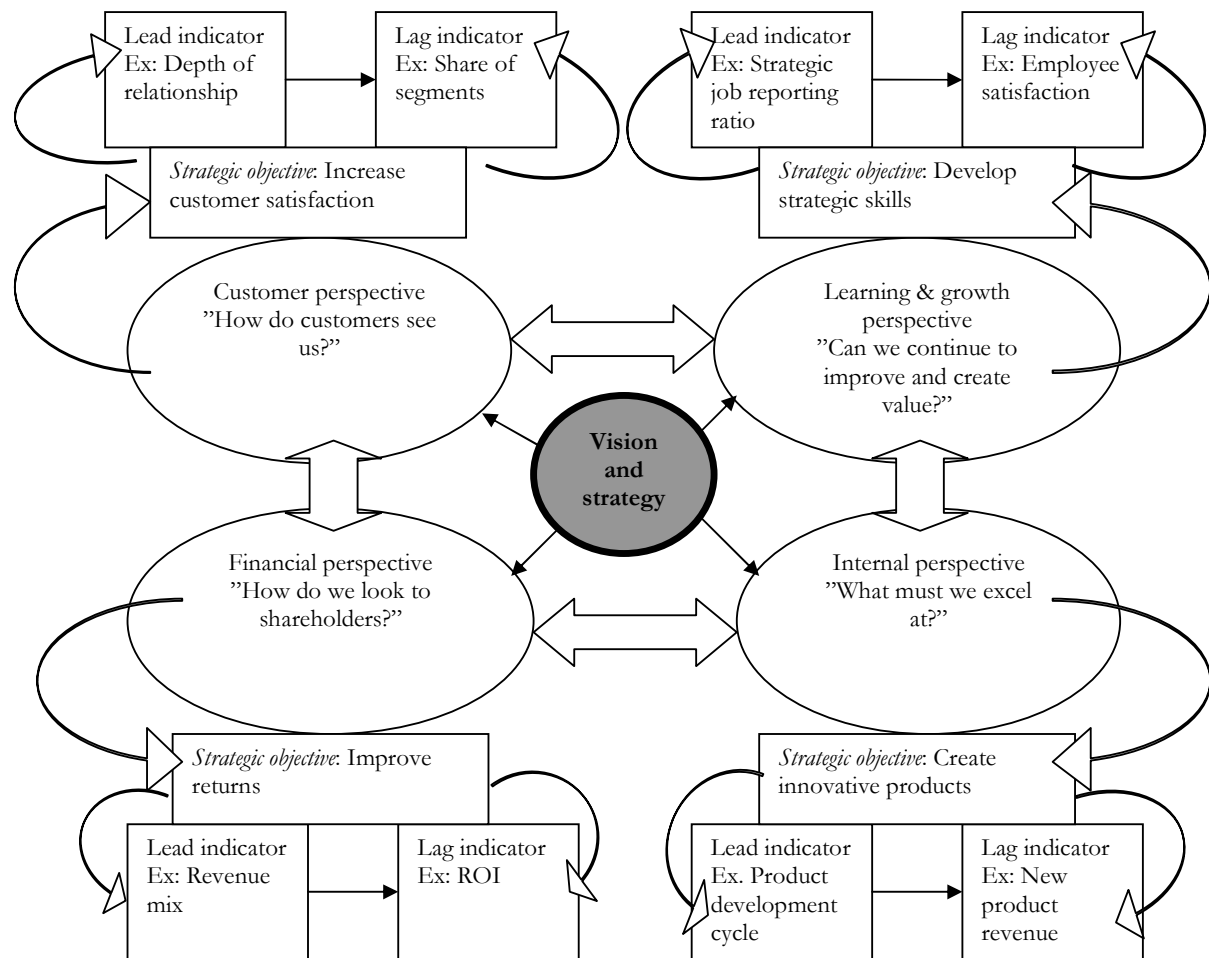 Lead indicator
Ex: Depth of
relationship
Lag indicator
Ex: Share of
segments
Lead indicator
Ex: Strategic
job reporting
ratio
Lag indicator
Ex: Employee
satisfaction
Strategic objective: Increase
customer satisfaction
Strategic objective: Develop
strategic skills
Customer perspective
”How do customers see
us?”
Learning & growth
perspective
”Can we continue to
improve and create
value?”
Vision
and
strategy
Financial perspective
”How do we look to
shareholders?”
Internal perspective
”What must we excel
at?”
Strategic objective: Improve
returns
Strategic objective: Create
innovative products
Lead indicator
Ex: Revenue
mix
Lag indicator
Ex: ROI
Lead indicator
Ex. Product
development
cycle
Lag indicator
Ex: New
product
revenue